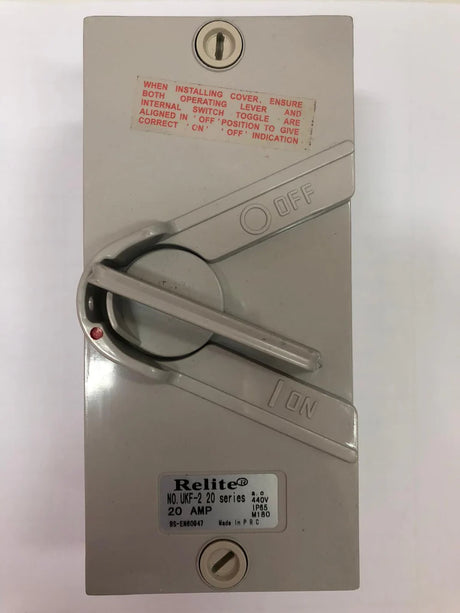 WHEN INSTALLING COVER, ENSURE
BOTH OPERATING LEVER AND
INTERNAL SWITCH TOGGLE ARE
ALIGNED IN 'OFF' POSITION TO GIVE
CORRECT 'ON' 'OFF' INDICATION
OFF
ON
Relite®
NO. UKF-2 20 series a.c
440V
20 AMP IP65
M180
BS-EN60947 Made in P R C